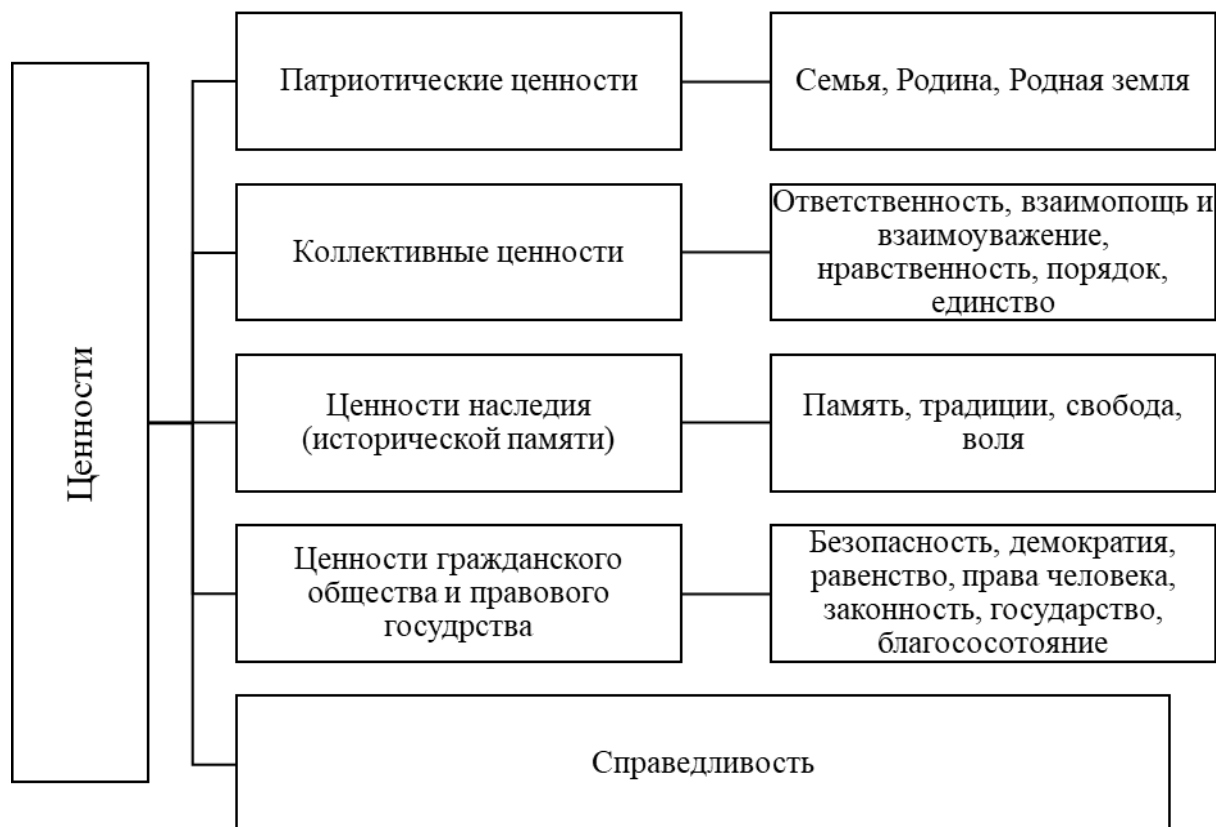 Ценности
Патриотические ценности
Семья, Родина, Родная земля
Коллективные ценности
Ответственность, взаимопощь и
взаимоуважение,
нравственность, порядок,
единство
Ценности наследия
(исторической памяти)
Память, традиции, свобода,
воля
Ценности гражданского
общества и правового
госудрства
Безопасность, демократия,
равенство, права человека,
законность, государство,
благососотояние
Справедливость